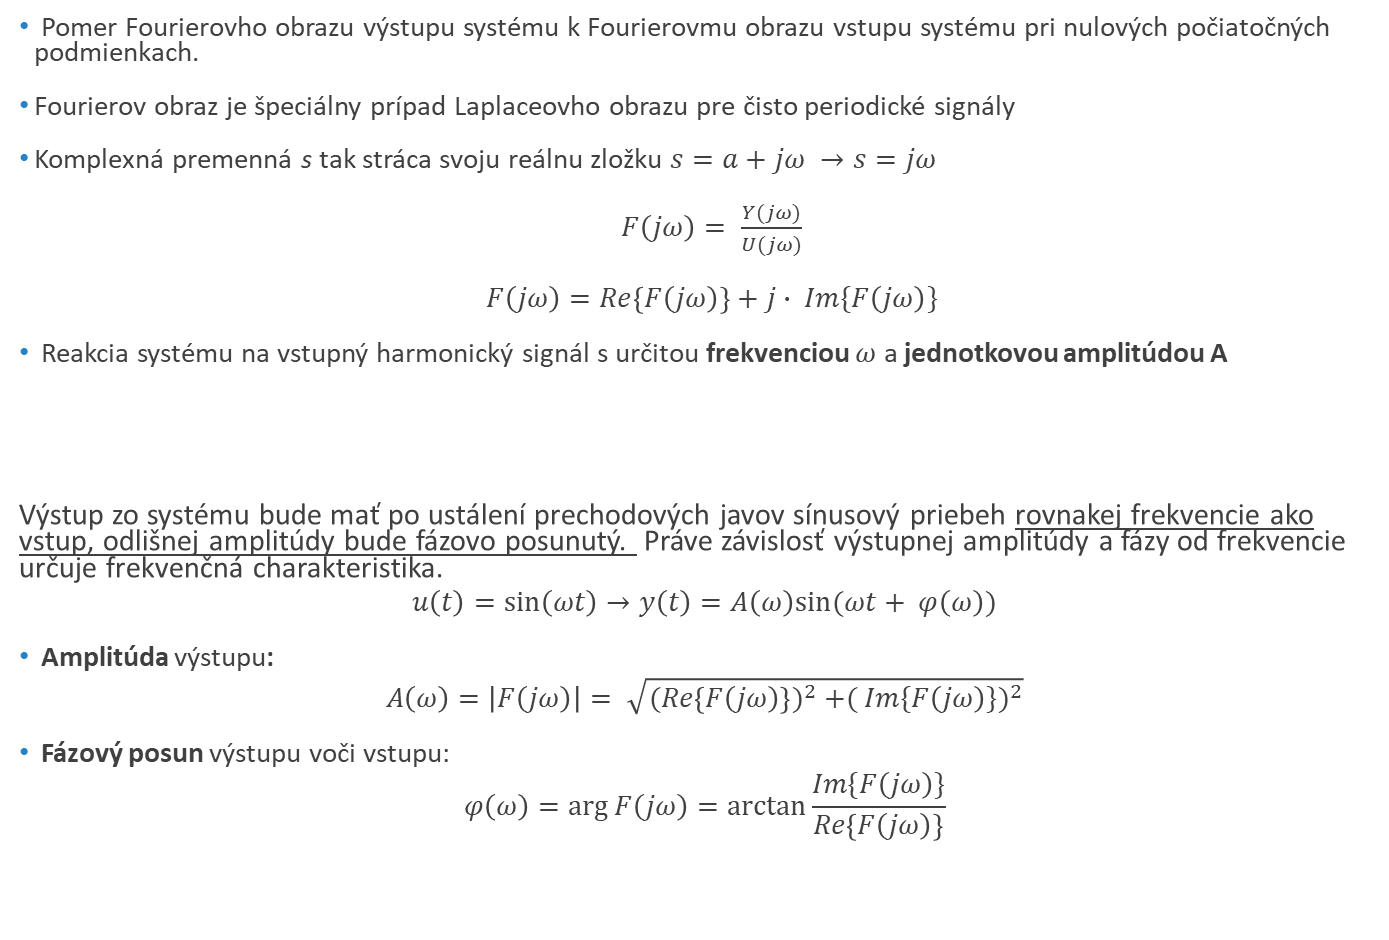 • Pomer Fourierovho obrazu výstupu systému k Fourierovmu obrazu vstupu systému pri nulových počiatočných
podmienkach.
• Fourierov obraz je špeciálny prípad Laplaceovho obrazu pre čisto periodické signály
• Komplexná premenná s tak stráca svoju reálnu zložku s = a + jω → s = jω
F(jω) = Y(jω)/U(jω)
F(jω) = Re{F(jω)} + j · Im{F(jω)}
• Reakcia systému na vstupný harmonický signál s určitou frekvenciou ω a jednotkovou amplitúdou A
Výstup zo systému bude mať po ustálení prechodových javov sínusový priebeh rovnakej frekvencie ako
vstup, odlišnej amplitúdy bude fázovo posunutý. Práve závislosť výstupnej amplitúdy a fázy od frekvencie
určuje frekvenčná charakteristika.
u(t) = sin(ωt) → y(t) = A(ω)sin(ωt + φ(ω))
• Amplitúda výstupu:
A(ω) = |F(jω)| = √(Re{F(jω)})² +( Im{F(jω)})²
• Fázový posun výstupu voči vstupu:
φ(ω) = arg F(jω) = arctan Im{F(jω)}/Re{F(jω)}